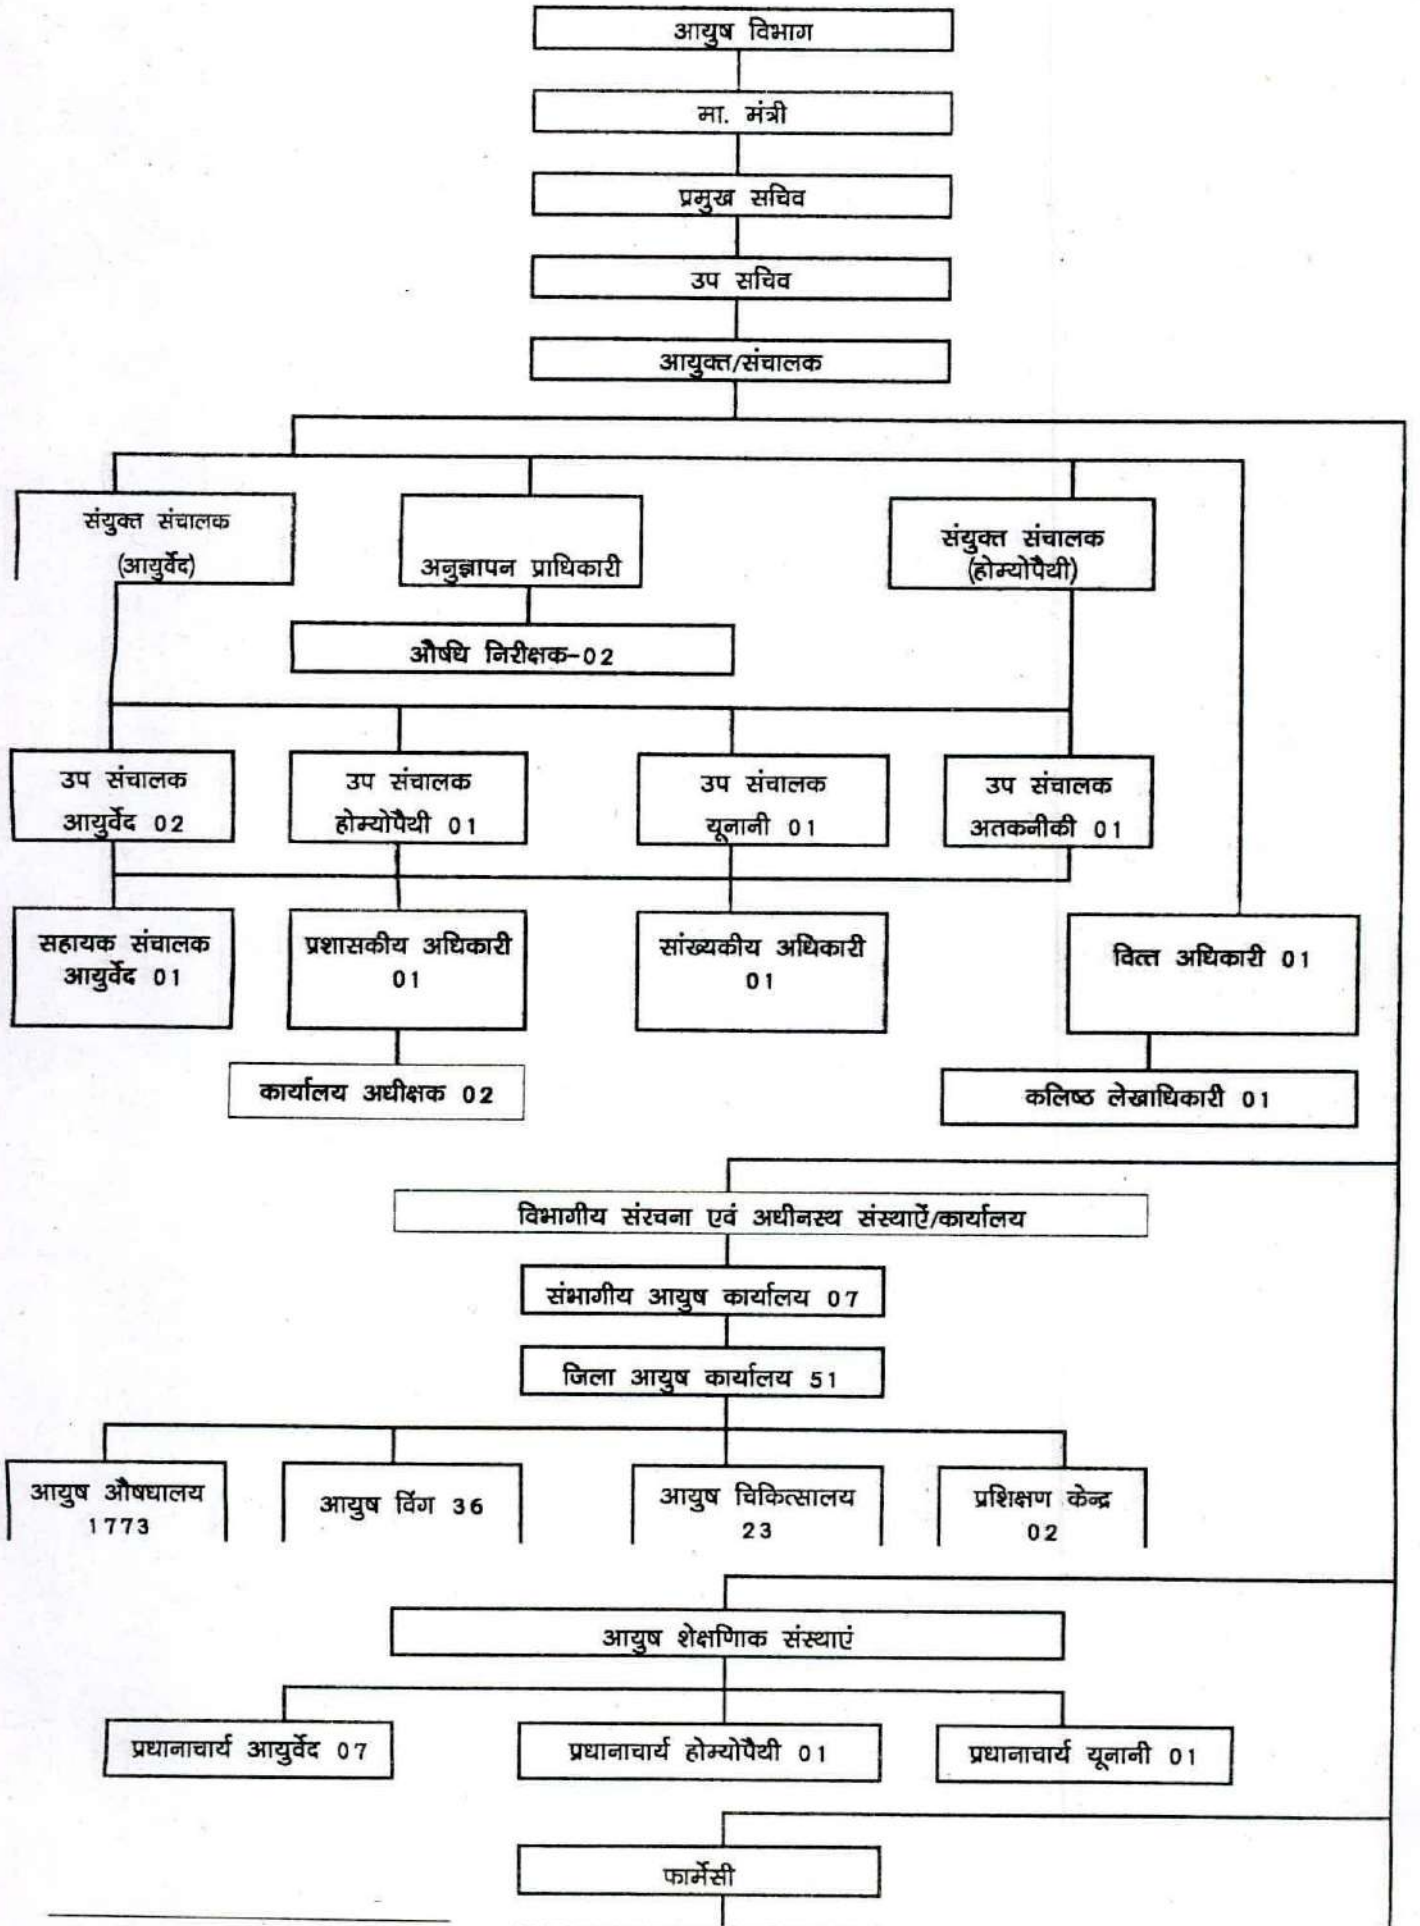 आयुष विभाग
मा. मंत्री
प्रमुख सचिव
उप सचिव
आयुक्त/संचालक
संयुक्त संचालक
(आयुर्वेद)
अनुज्ञापन प्राधिकारी
संयुक्त संचालक
(होम्योपैथी)
औषधि निरीक्षक-02
उप संचालक
आयुर्वेद 02
उप संचालक
होम्योपैथी 01
उप संचालक
यूनानी 01
उप संचालक
अतकनीकी 01
सहायक संचालक
आयुर्वेद 01
प्रशासकीय अधिकारी
01
सांख्यकीय अधिकारी
01
वित्त अधिकारी 01
कार्यालय अधीक्षक 02
कलिष्ठ लेखाधिकारी 01
विभागीय संरचना एवं अधीनस्थ संस्थाऐं/कार्यालय
संभागीय आयुष कार्यालय 07
जिला आयुष कार्यालय 51
आयुष औषधालय
1773
आयुष विंग 36
आयुष चिकित्सालय
23
प्रशिक्षण केन्द्र
02
आयुष शेक्षणिाक संस्थाएं
प्रधानाचार्य आयुर्वेद 07
प्रधानाचार्य होम्योपैथी 01
प्रधानाचार्य यूनानी 01
फार्मेसी